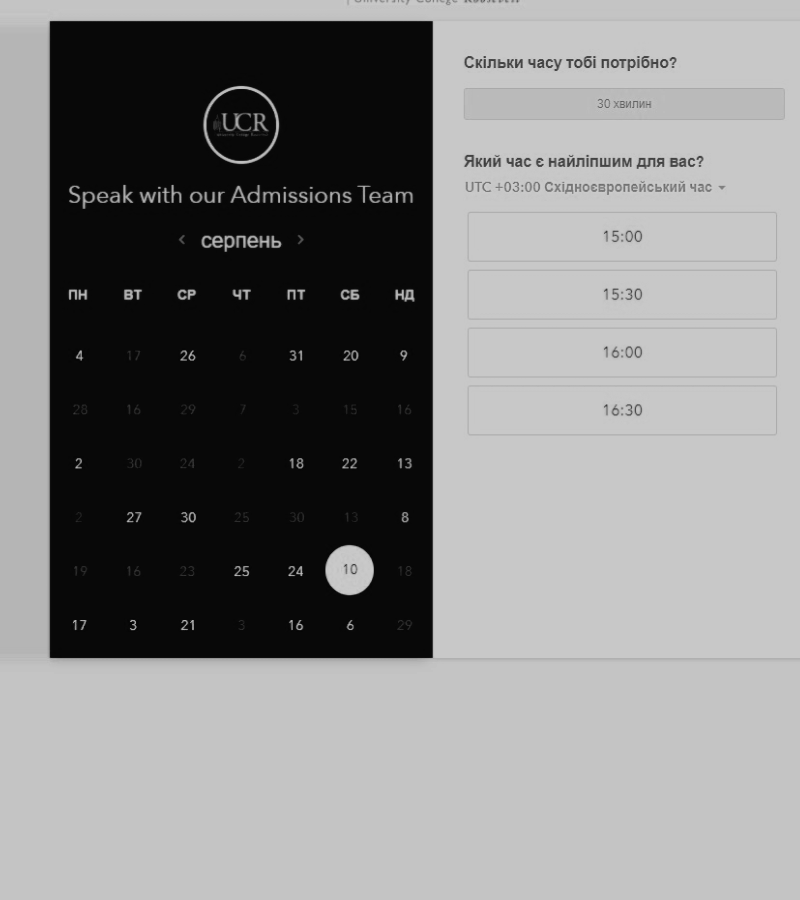 University College Roosevelt
UCR
Speak with our Admissions Team
< серпень >
ПН ВТ СР ЧТ ПТ СБ НД
4 17 26 6 31 20 9
28 16 29 7 3 15 16
2 30 24 2 18 22 13
2 27 30 25 30 13 8
19 16 23 25 24 10 18
17 3 21 3 16 6 29
Скільки часу тобі потрібно?
30 хвилин
Який час є найліпшим для вас?
UTC +03:00 Східноєвропейський час
15:00
15:30
16:00
16:30